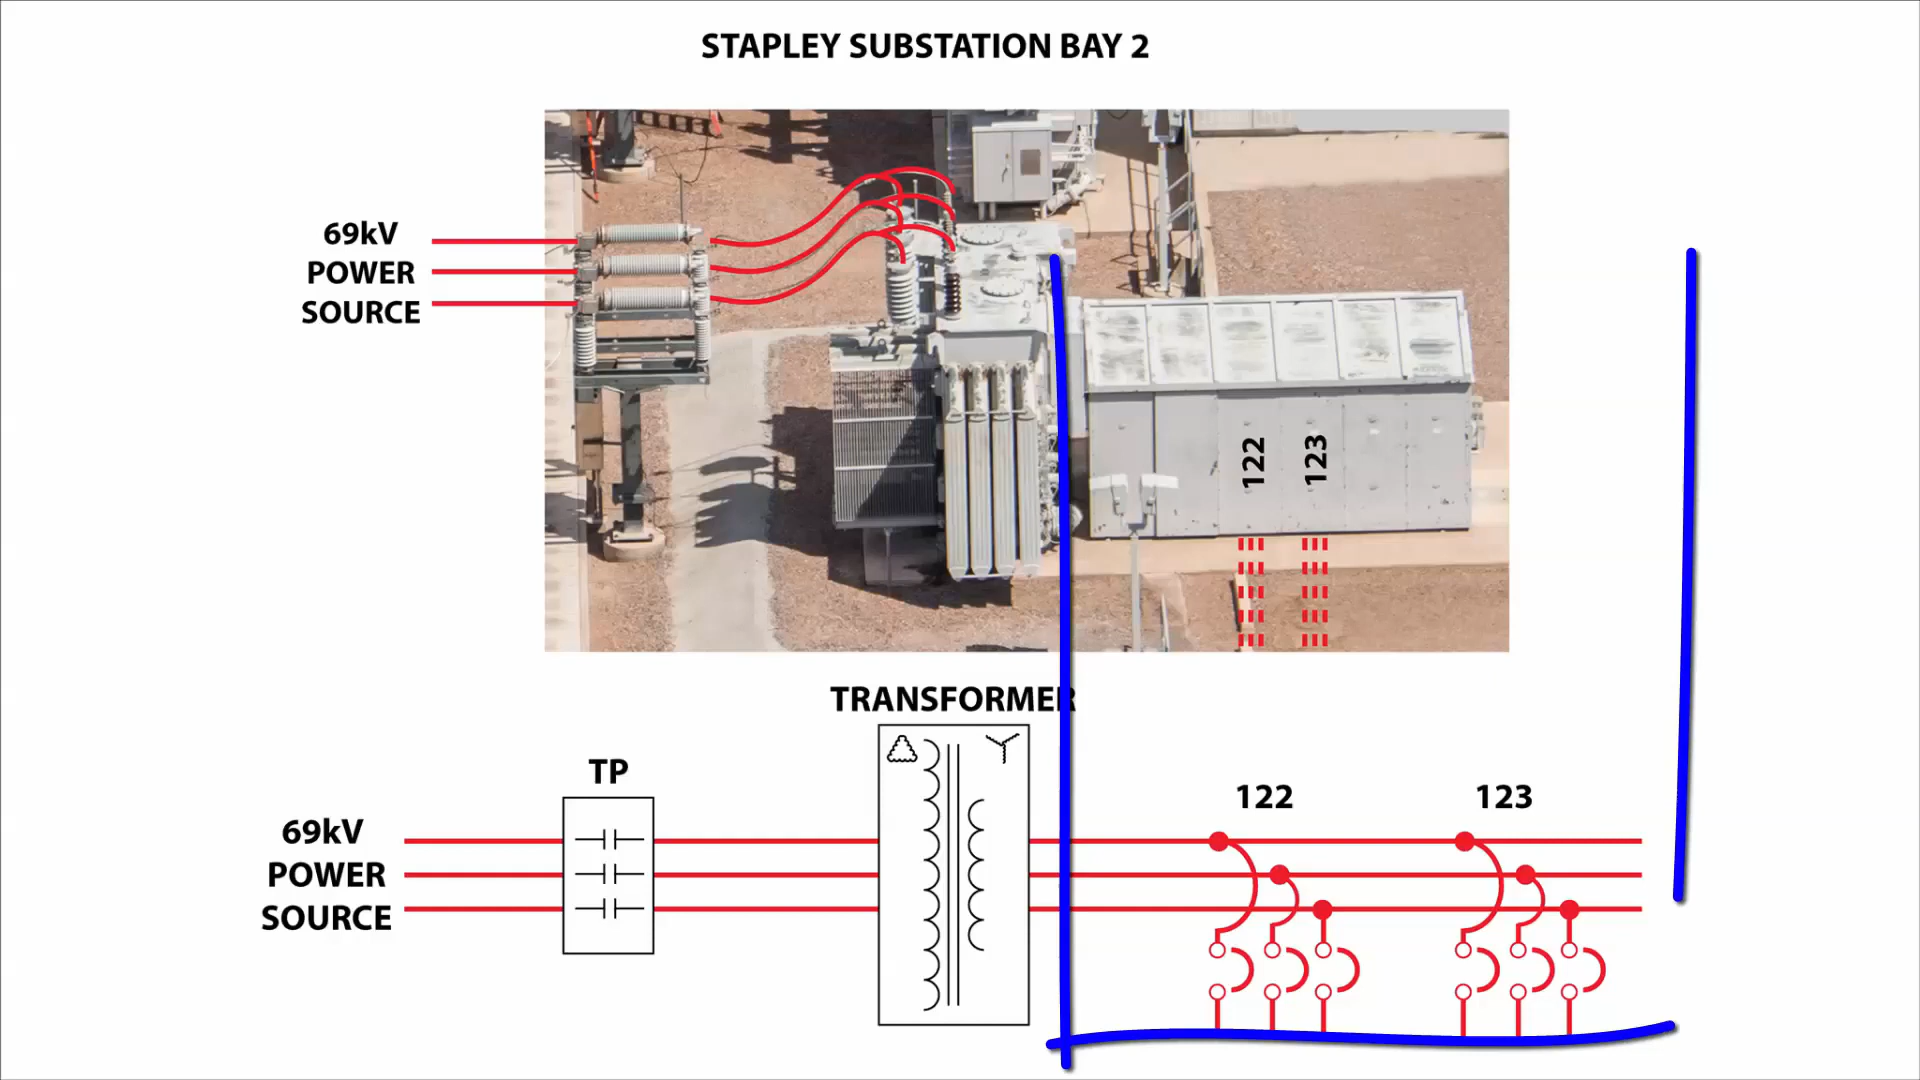 STAPLEY SUBSTATION BAY 2
69kV
POWER
SOURCE
122
123
TRANSFORMER
TP
122
123
69kV
POWER
SOURCE